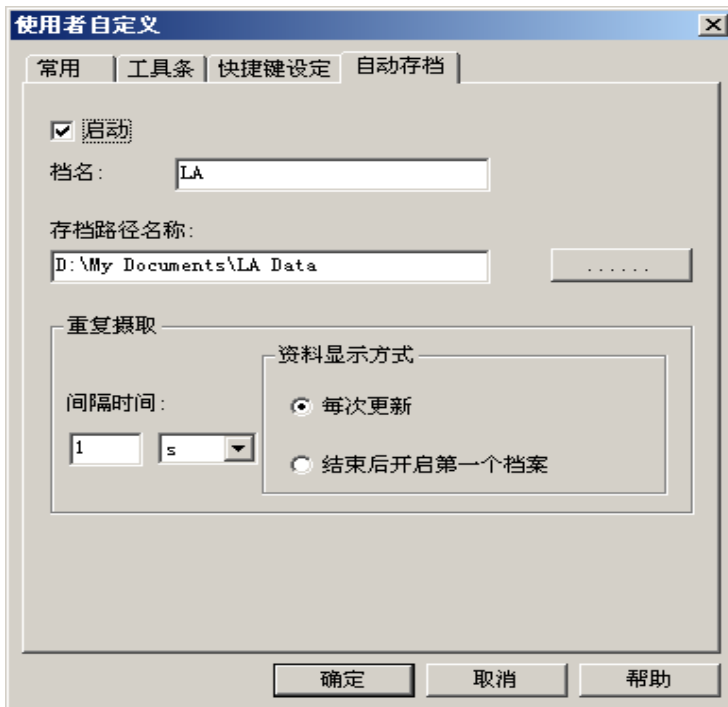 使用者自定义
常用 工具条 快捷键设定 自动存档
启动
档名: LA
存档路径名称:
D:\My Documents\LA Data ......
重复摄取
资料显示方式
间隔时间: 每次更新
1 s
结束后开启第一个档案
确定 取消 帮助